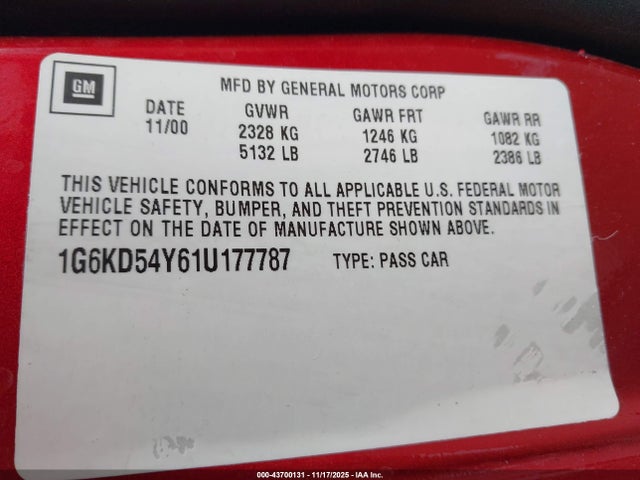 GM
MFD BY GENERAL MOTORS CORP
DATE GVWR GAWR FRT GAWR RR
11/00 2328 KG 1246 KG 1082 KG
5132 LB 2746 LB 2386 LB
THIS VEHICLE CONFORMS TO ALL APPLICABLE U.S. FEDERAL MOTOR
VEHICLE SAFETY, BUMPER, AND THEFT PREVENTION STANDARDS IN
EFFECT ON THE DATE OF MANUFACTURE SHOWN ABOVE.
1G6KD54Y61U177787 TYPE: PASS CAR
000-43700131 - 11/17/2025 - IAA Inc.